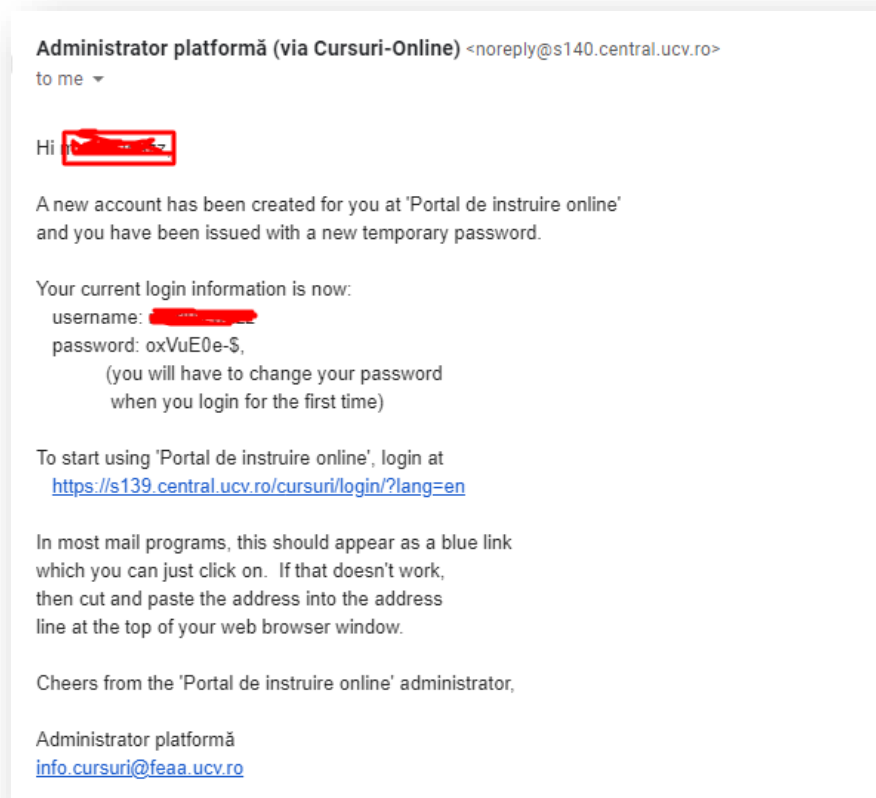 Administrator platformă (via Cursuri-Online) <noreply@s140.central.ucv.ro>
to me
Hi
A new account has been created for you at 'Portal de instruire online'
and you have been issued with a new temporary password.
Your current login information is now:
username:
password: oxVuE0e-$,
(you will have to change your password
when you login for the first time)
To start using 'Portal de instruire online', login at
https://s139.central.ucv.ro/cursuri/login/?lang=en
In most mail programs, this should appear as a blue link
which you can just click on. If that doesn't work,
then cut and paste the address into the address
line at the top of your web browser window.
Cheers from the 'Portal de instruire online' administrator,
Administrator platformă
info.cursuri@feaa.ucv.ro